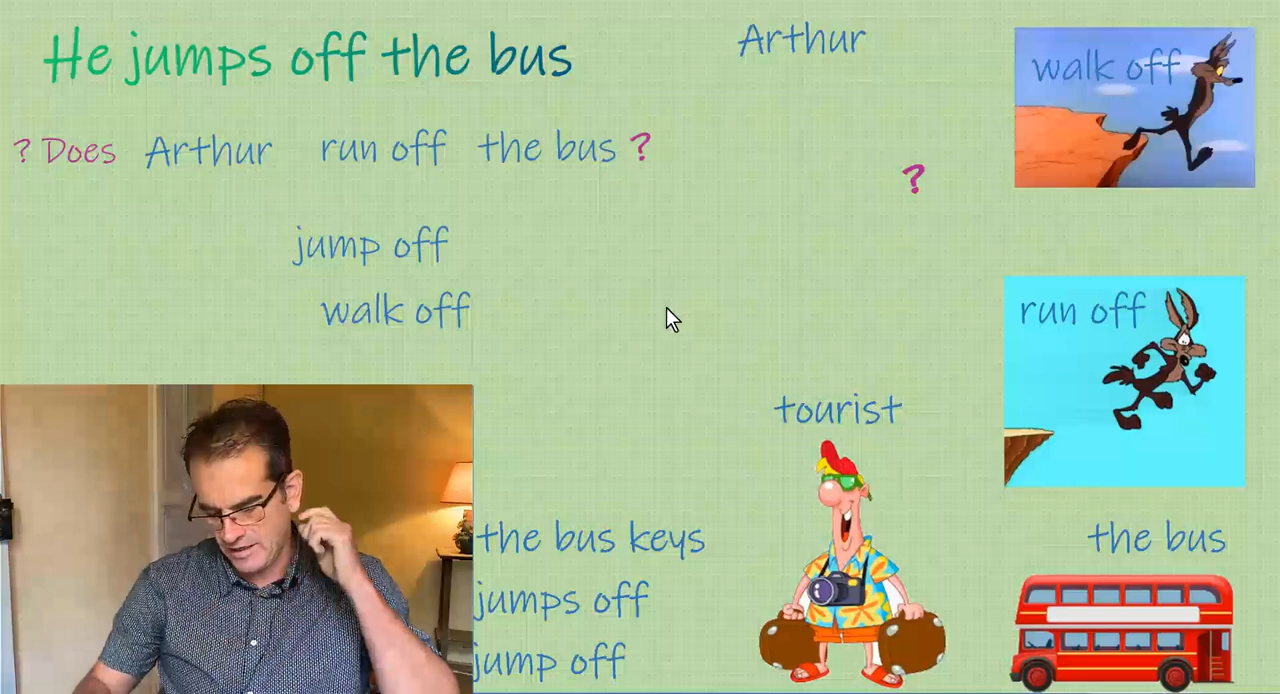 He jumps off the bus
Arthur
walk off
? Does Arthur run off the bus ?
?
jump off
walk off
run off
tourist
the bus keys
the bus
jumps off
jump off